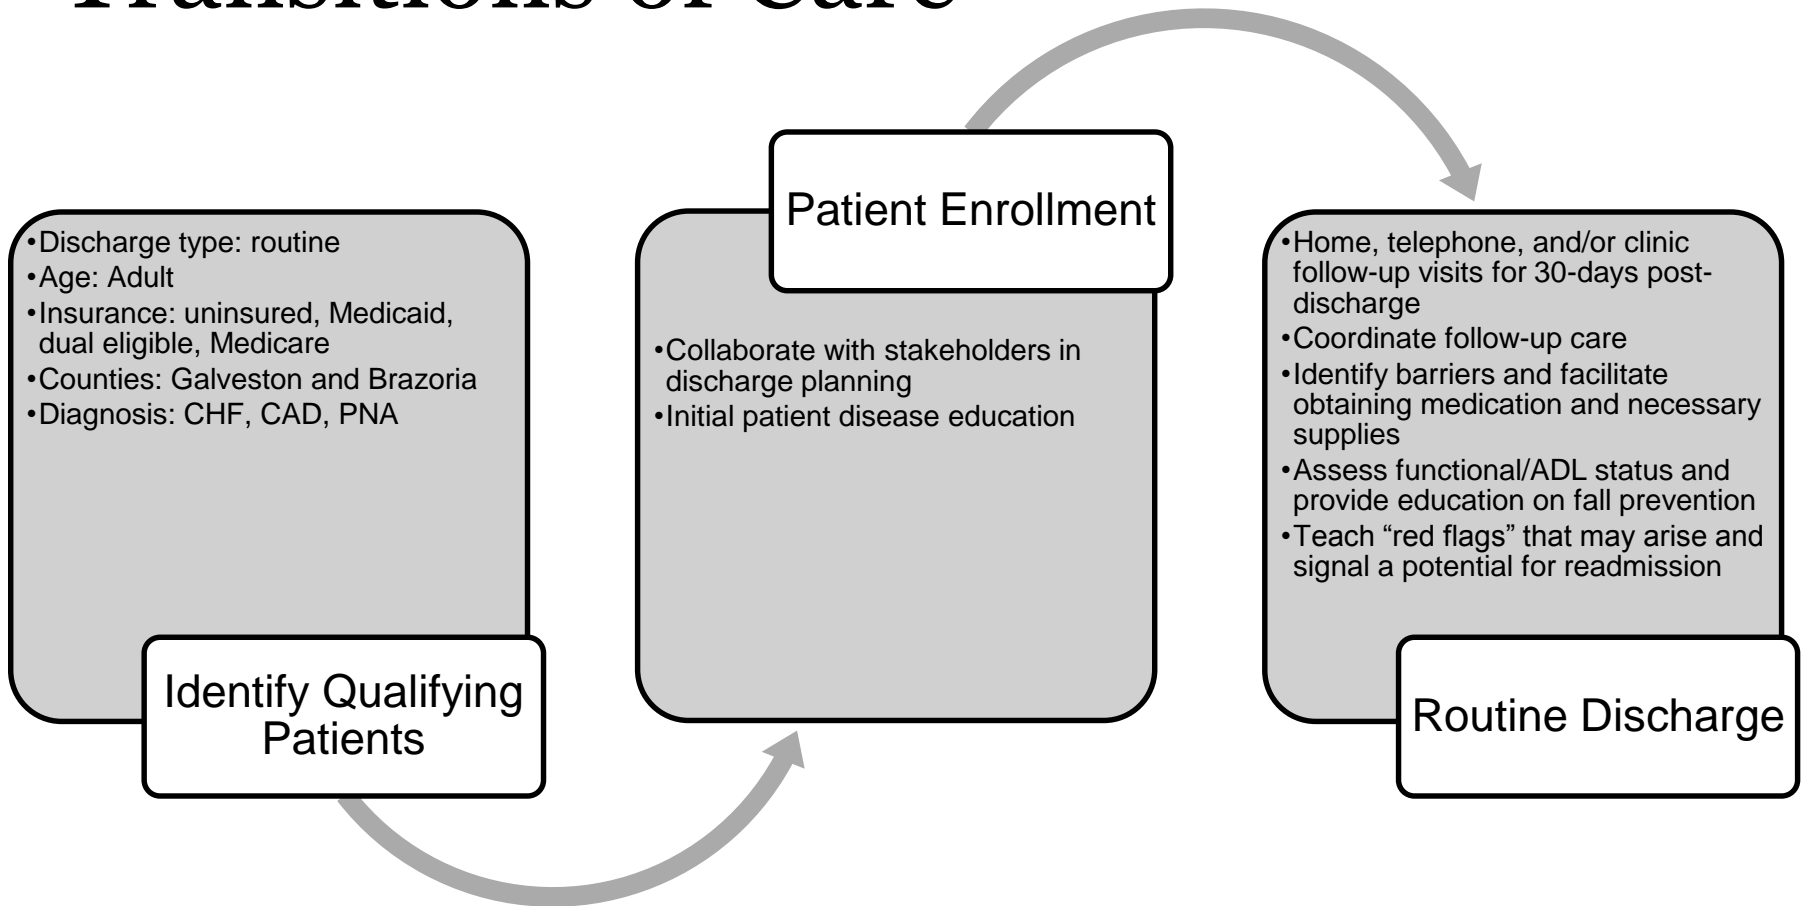 Transitions of Care
•Discharge type: routine
•Age: Adult
•Insurance: uninsured, Medicaid,
dual eligible, Medicare
•Counties: Galveston and Brazoria
•Diagnosis: CHF, CAD, PNA
Identify Qualifying
Patients
Patient Enrollment
•Collaborate with stakeholders in
discharge planning
•Initial patient disease education
•Home, telephone, and/or clinic
follow-up visits for 30-days post-
discharge
•Coordinate follow-up care
•Identify barriers and facilitate
obtaining medication and necessary
supplies
•Assess functional/ADL status and
provide education on fall prevention
•Teach “red flags” that may arise and
signal a potential for readmission
Routine Discharge